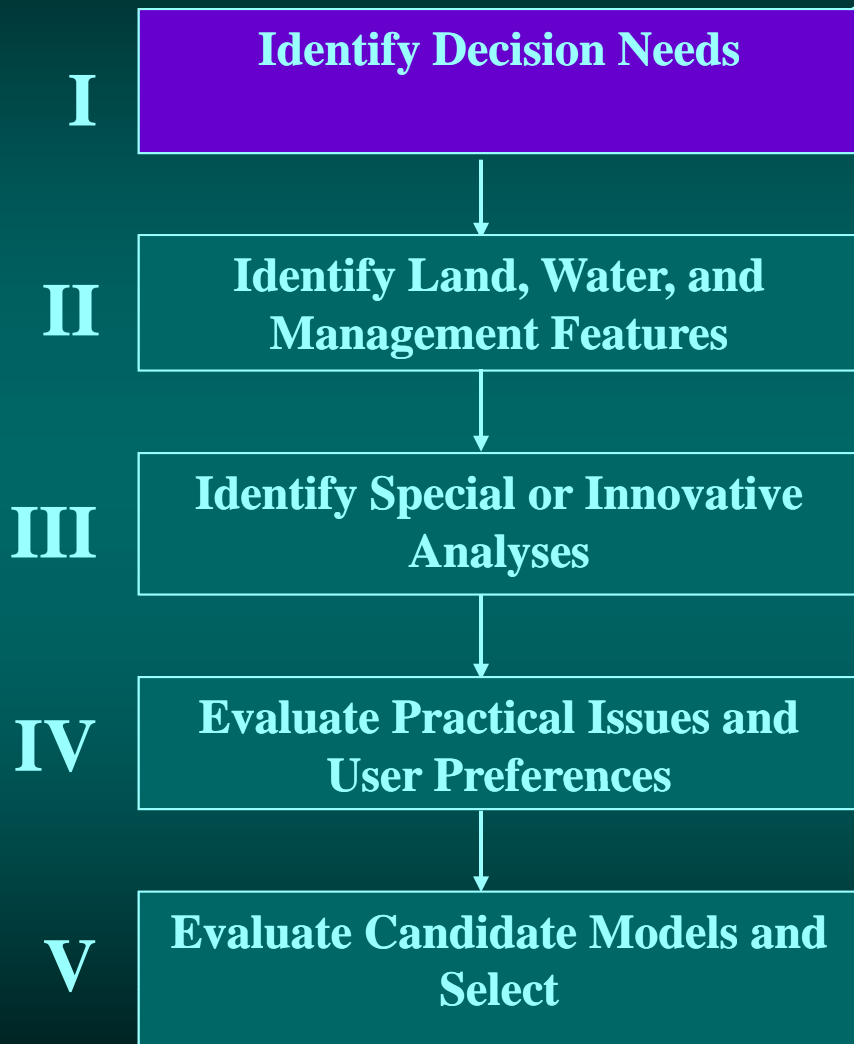 I
Identify Decision Needs
II
Identify Land, Water, and
Management Features
III
Identify Special or Innovative
Analyses
IV
Evaluate Practical Issues and
User Preferences
V
Evaluate Candidate Models and
Select